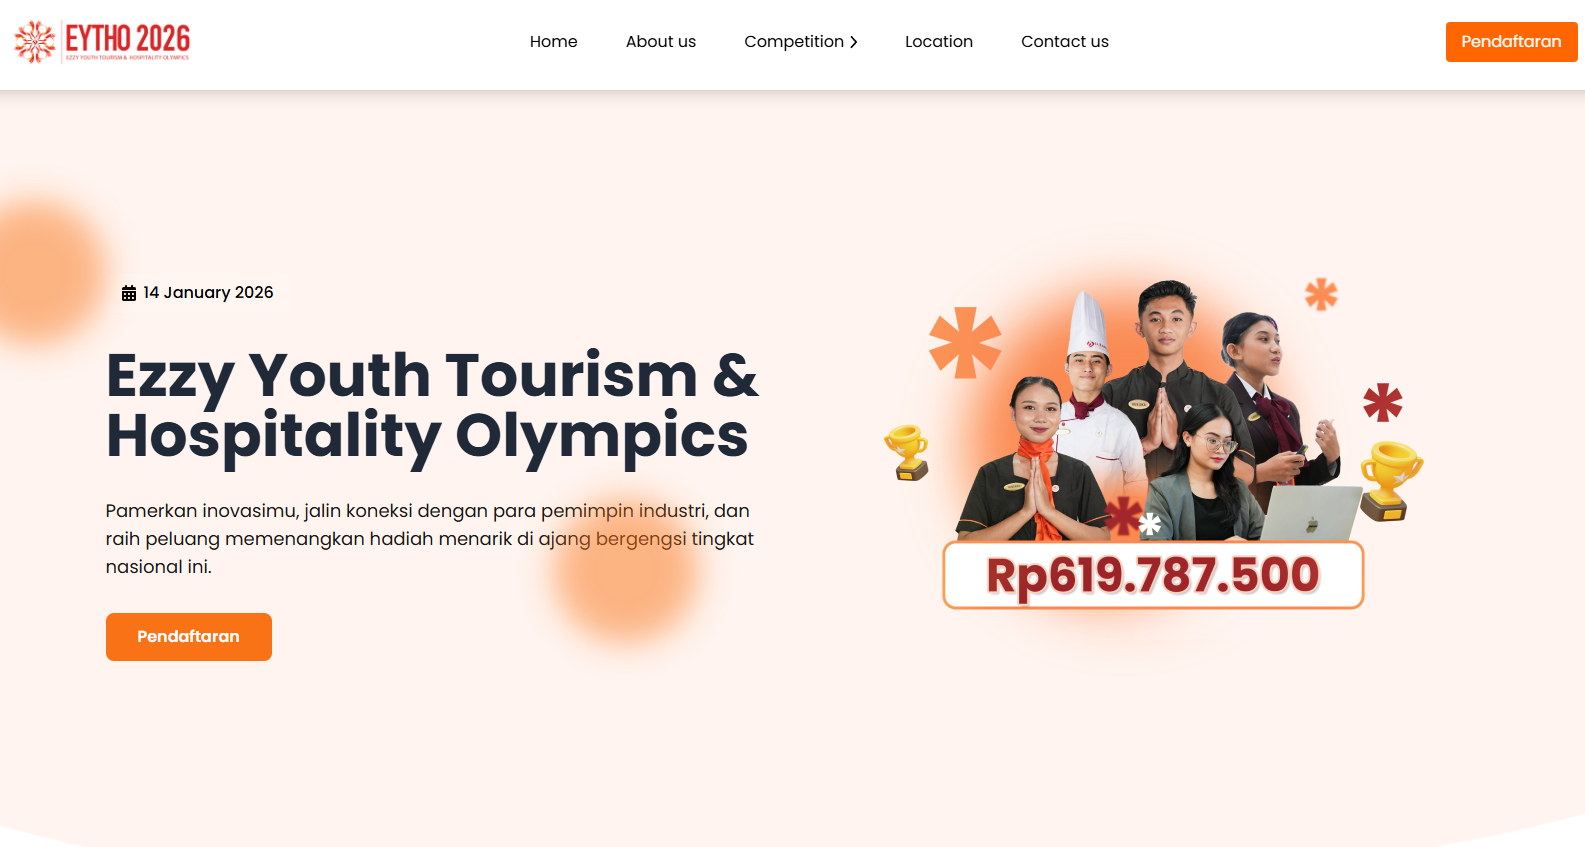 EYTHO 2026
EZZY YOUTH TOURISM & HOSPITALITY OLYMPICS
Home
About us
Competition
Location
Contact us
Pendaftaran
14 January 2026
Ezzy Youth Tourism &
Hospitality Olympics
Pamerkan inovasimu, jalin koneksi dengan para pemimpin industri, dan
raih peluang memenangkan hadiah menarik di ajang bergengsi tingkat
nasional ini.
Pendaftaran
Rp619.787.500